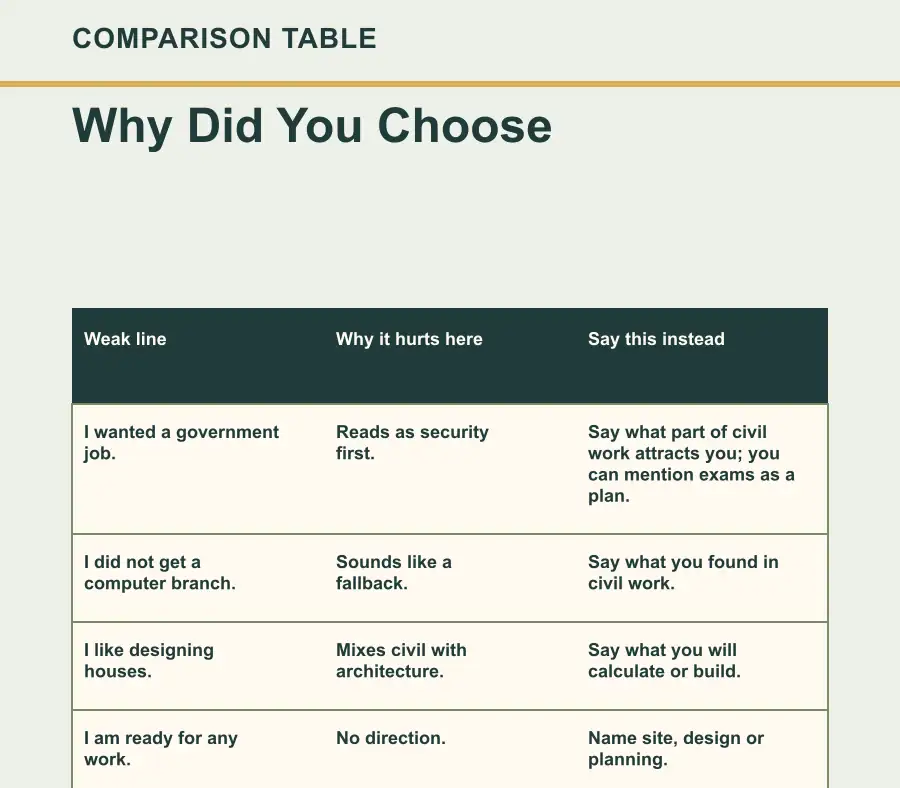 COMPARISON TABLE
Why Did You Choose
Weak line
Why it hurts here
Say this instead
I wanted a government
job.
Reads as security
first.
Say what part of civil
work attracts you; you
can mention exams as a
plan.
I did not get a
computer branch.
Sounds like a
fallback.
Say what you found in
civil work.
I like designing
houses.
Mixes civil with
architecture.
Say what you will
calculate or build.
I am ready for any
work.
No direction.
Name site, design or
planning.